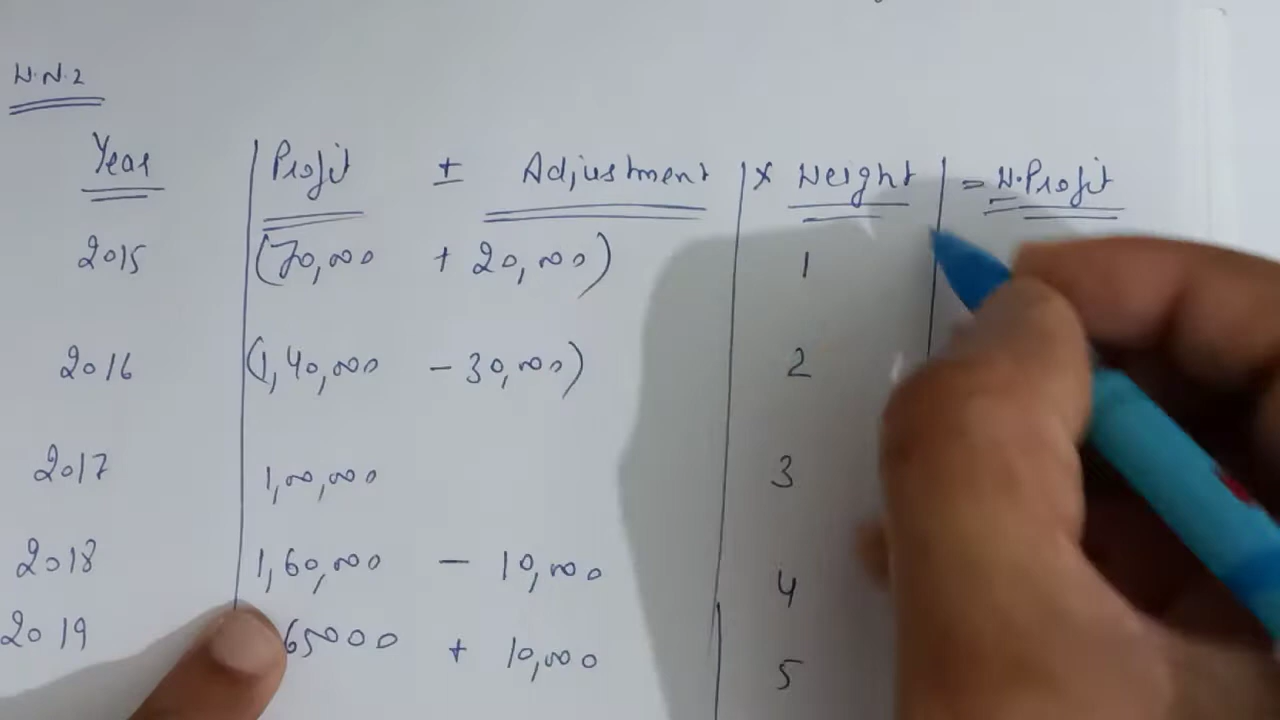 W.N.2
Year Profit ± Adjustment × Weight = W.Profit
2015 (70,000 + 20,000) 1
2016 (1,40,000 - 30,000) 2
2017 1,00,000 3
2018 1,60,000 - 10,000 4
2019 65000 + 10,000 5